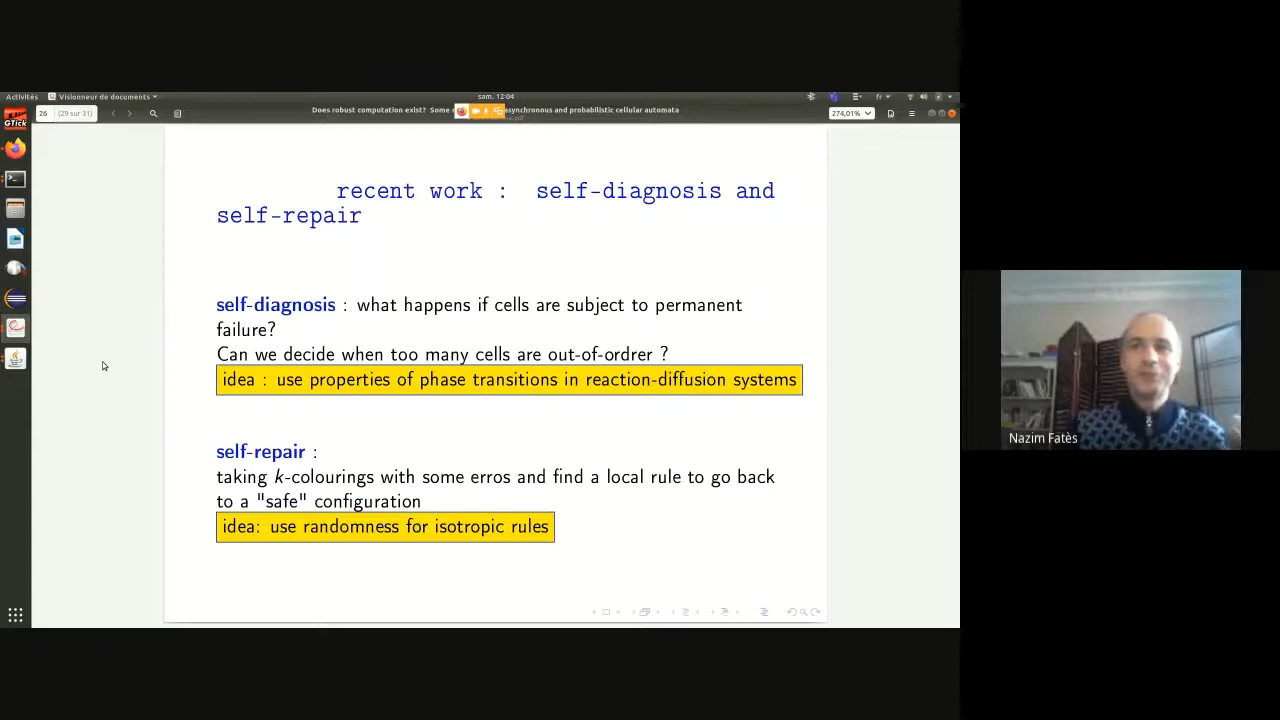 Activités
Visionneur de documents
sam. 12:04
fr
GTick
26
(29 sur 31)
Does robust computation exist? Some
asynchronous and probabilistic cellular automata
274,01%
recent work : self-diagnosis and
self-repair
self-diagnosis : what happens if cells are subject to permanent
failure?
Can we decide when too many cells are out-of-ordrer ?
idea : use properties of phase transitions in reaction-diffusion systems
self-repair :
taking k-colourings with some erros and find a local rule to go back
to a "safe" configuration
idea: use randomness for isotropic rules
Nazim Fatès